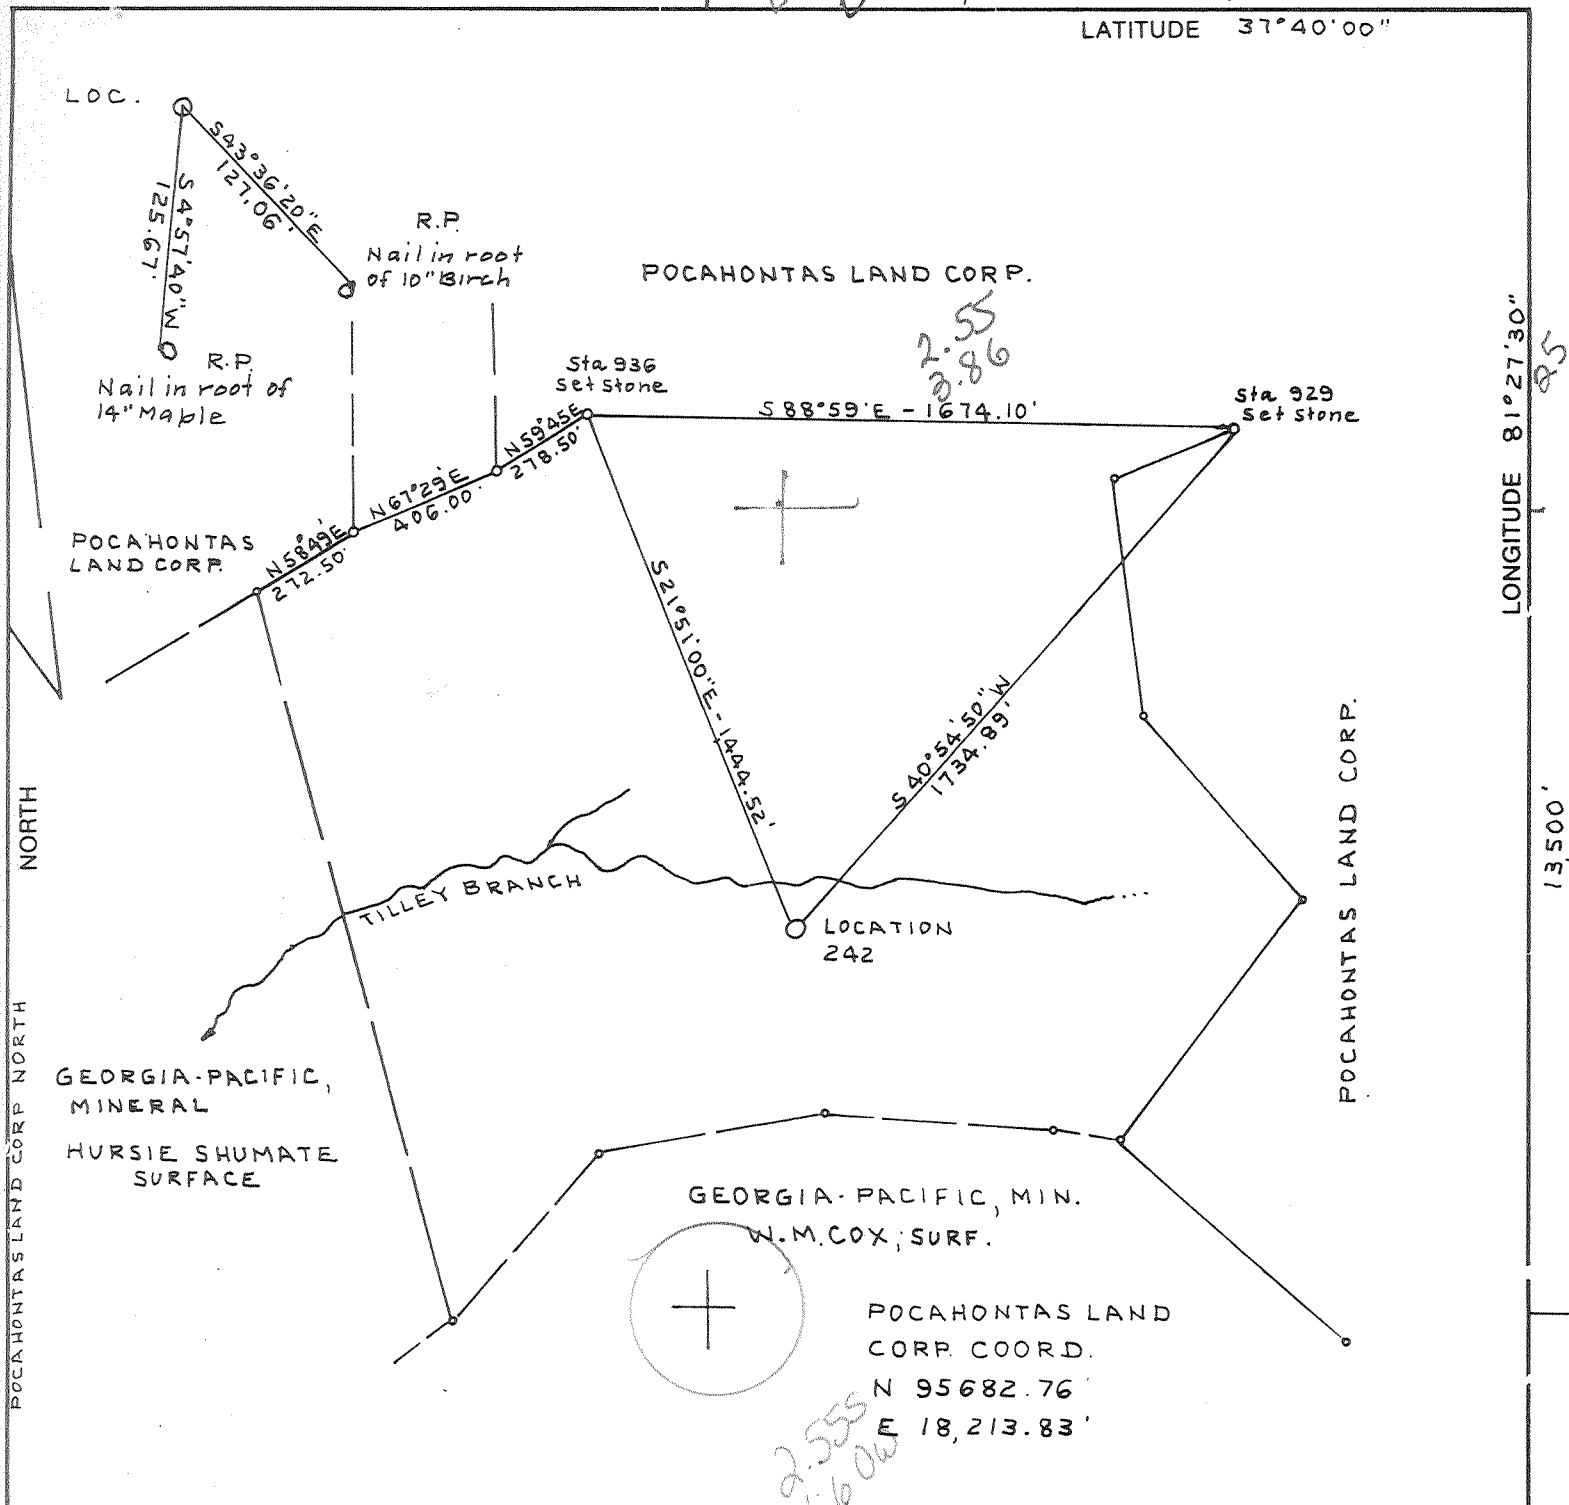 LATITUDE 37°40'00"
LOC.
S43°36'20"E
127.06'
S4°57'40"W
125.67'
R.P.
Nail in root
of 10" Birch
R.P.
Nail in root of
14" Maple
POCAHONTAS LAND CORP.
2.55
3.86
Sta 936
Set Stone
S88°59'E - 1674.10'
Sta 929
Set Stone
LONGITUDE 81°27'30"
25
N59°45E
278.50'
N67°29'E
406.00'
N58°49'E
272.50'
POCAHONTAS
LAND CORP.
S21°51'00"E - 1444.52'
S40°54'50"W
1734.89'
POCAHONTAS LAND CORP.
13,500'
NORTH
TILLEY BRANCH
LOCATION
242
POCAHONTAS LAND CORP NORTH
GEORGIA-PACIFIC,
MINERAL
HURSIE SHUMATE
SURFACE
GEORGIA-PACIFIC, MIN.
W.M.COX, SURF.
POCAHONTAS LAND
CORP. COORD.
N 95682.76'
E 18,213.83'
2.55S